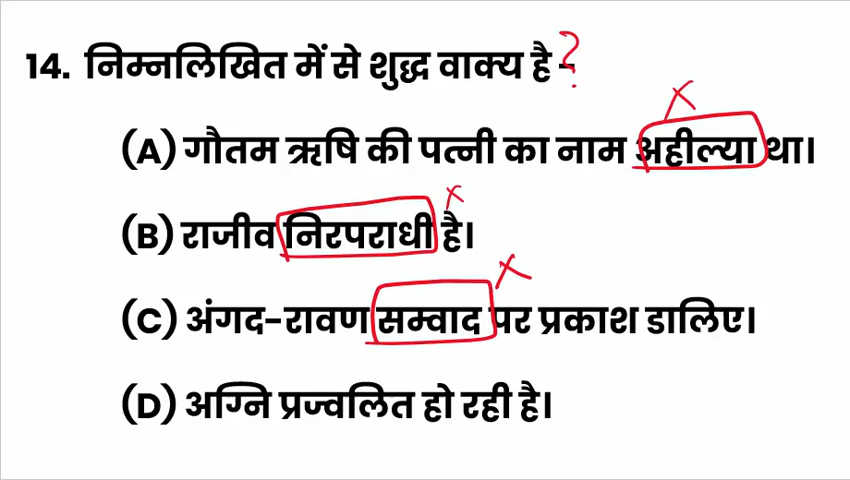 14. निम्नलिखित में से शुद्ध वाक्य है - ?
(A) गौतम ऋषि की पत्नी का नाम अहील्या था।
(B) राजीव निरपराधी है।
(C) अंगद-रावण सम्वाद पर प्रकाश डालिए।
(D) अग्नि प्रज्वलित हो रही है।